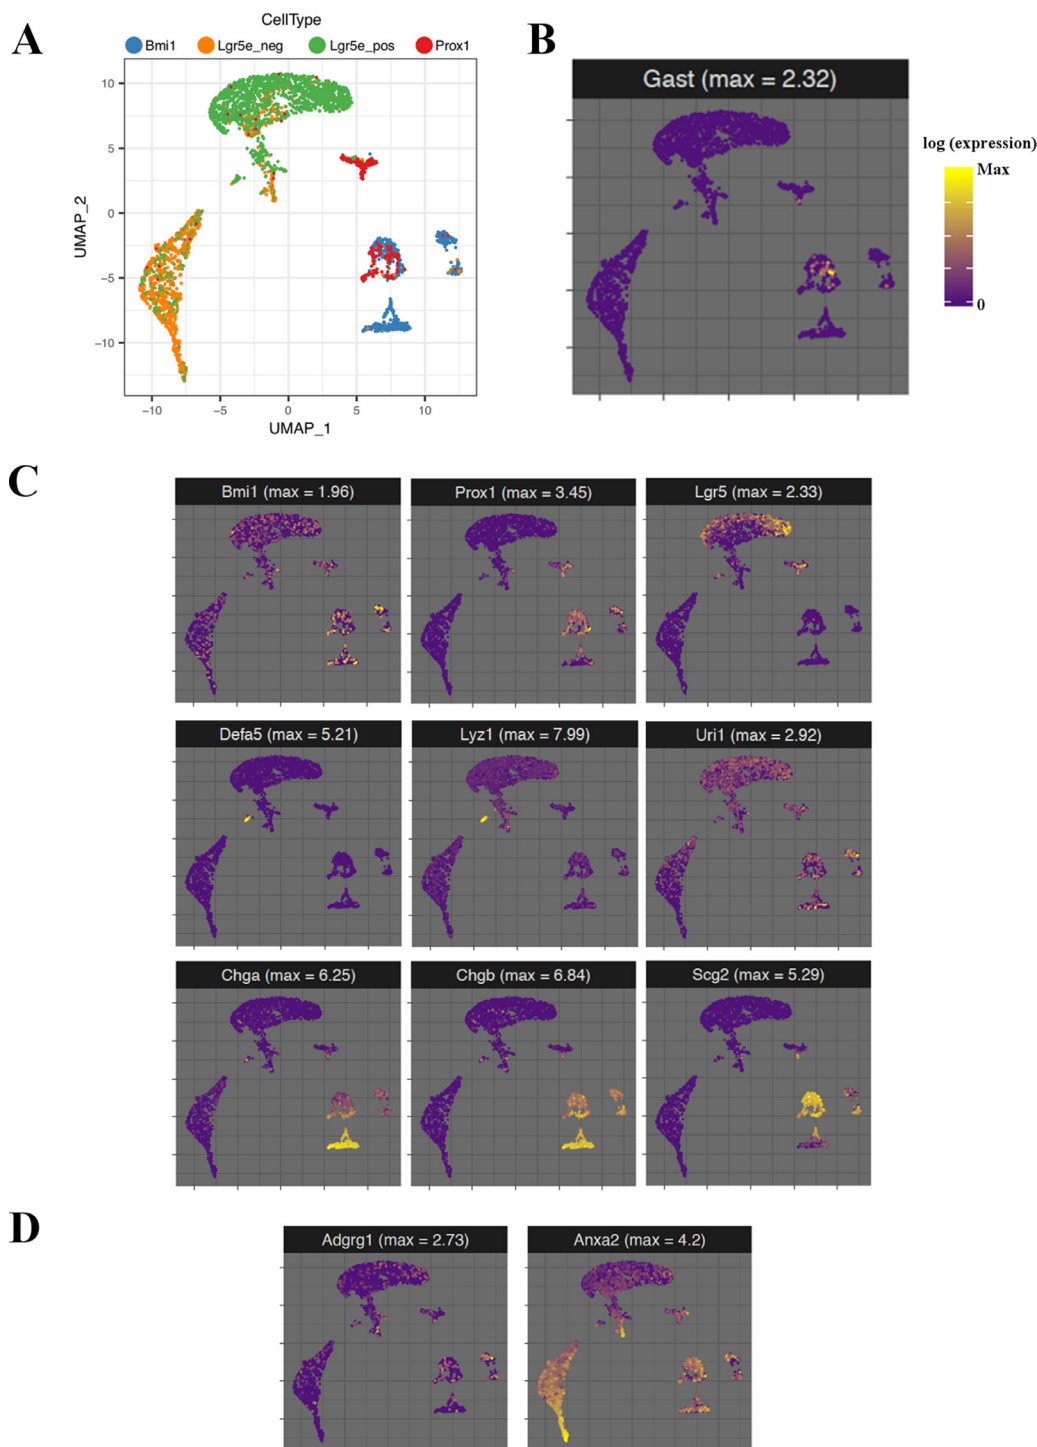 A
CellType
Bmi1 Lgr5e_neg Lgr5e_pos Prox1
10
5
0
−5
−10
UMAP_2
−10 −5 0 5 10
UMAP_1
B
Gast (max = 2.32)
log (expression)
Max
0
C
Bmi1 (max = 1.96) Prox1 (max = 3.45) Lgr5 (max = 2.33)
Defa5 (max = 5.21) Lyz1 (max = 7.99) Uri1 (max = 2.92)
Chga (max = 6.25) Chgb (max = 6.84) Scg2 (max = 5.29)
D
Adgrg1 (max = 2.73) Anxa2 (max = 4.2)